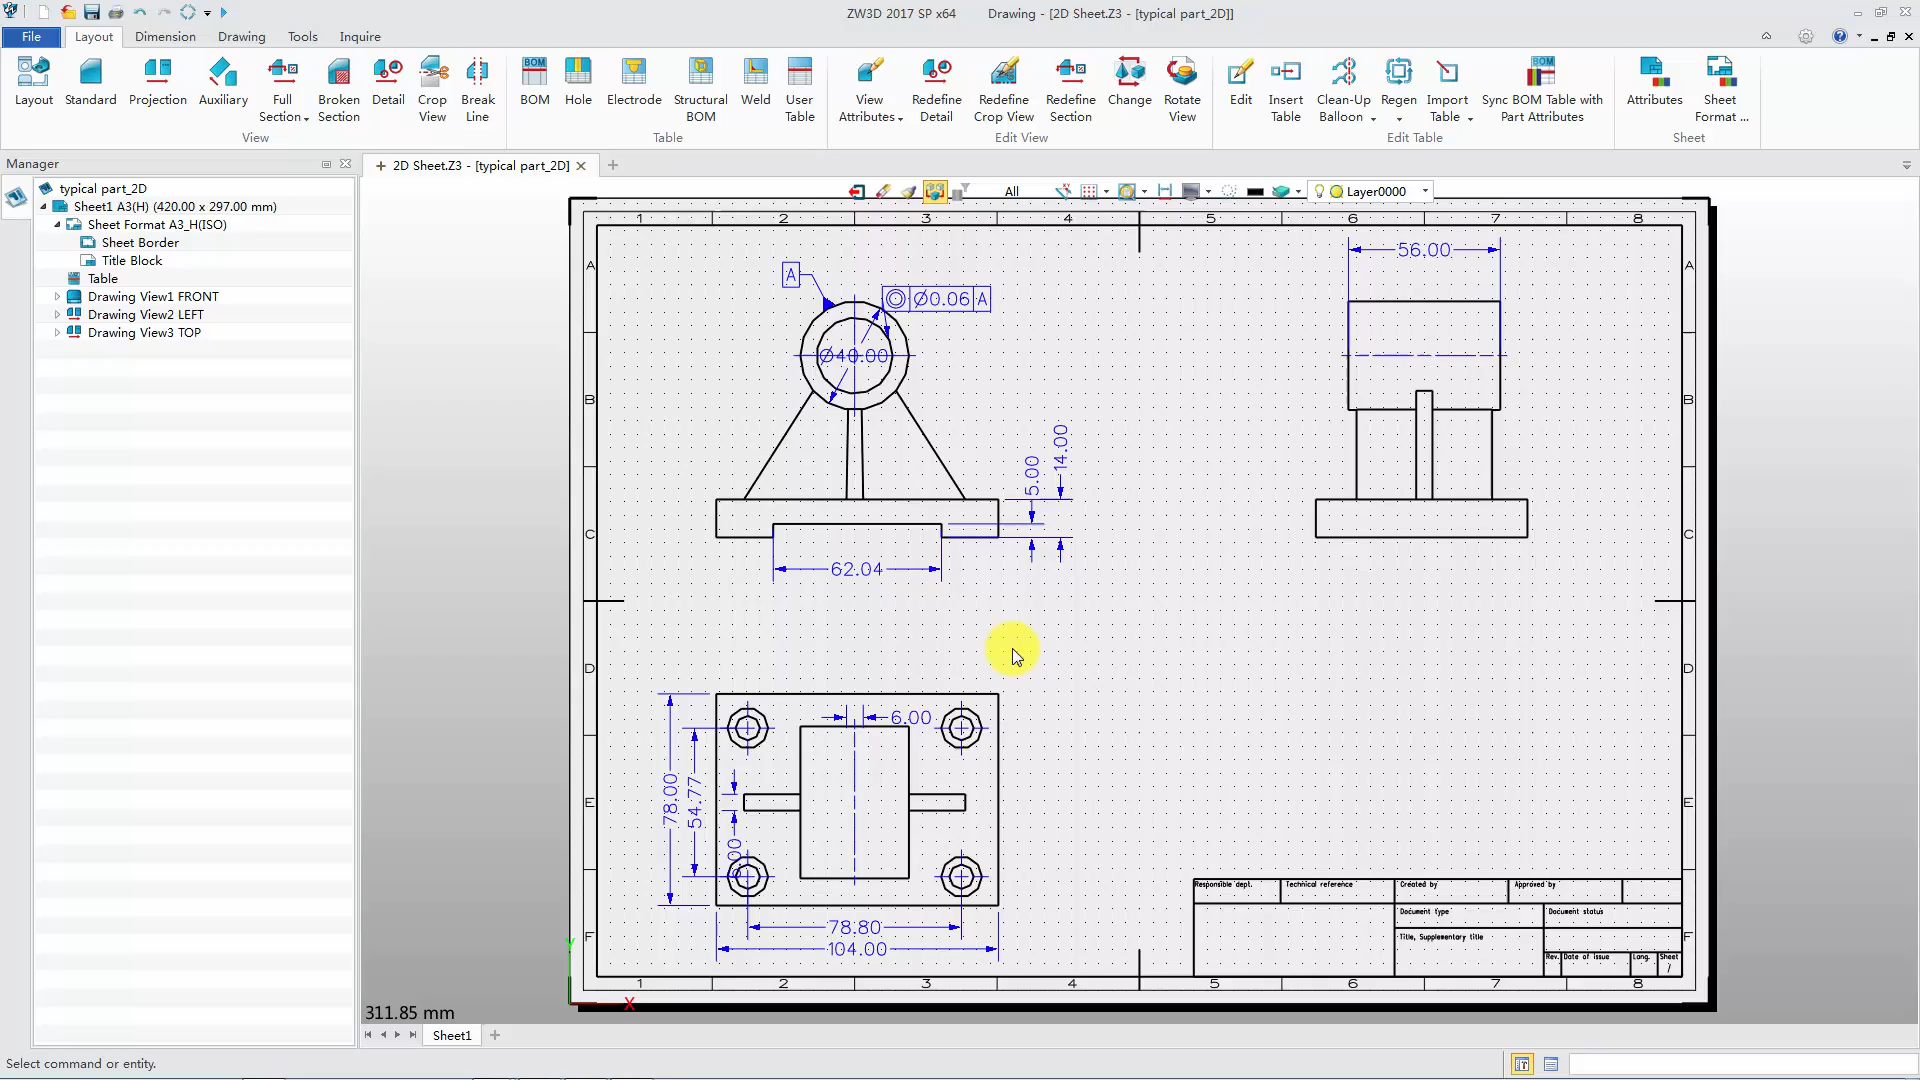 ZW3D 2017 SP x64 Drawing - [2D Sheet.Z3 - [typical part_2D]]
File Layout Dimension Drawing Tools Inquire
Layout Standard Projection Auxiliary Full Section Broken Section Detail Crop View Break Line
BOM Hole Electrode Structural BOM Weld User Table
View Attributes Redefine Detail Redefine Crop View Redefine Section Change Rotate View
Edit Insert Table Clean-Up Balloon Regen Import Table Sync BOM Table with Part Attributes
Attributes Sheet Format ...
View Table Edit View Edit Table Sheet
Manager
2D Sheet.Z3 - [typical part_2D]
typical part_2D
Sheet1 A3(H) (420.00 x 297.00 mm)
Sheet Format A3_H(ISO)
Sheet Border
Title Block
Table
Drawing View1 FRONT
Drawing View2 LEFT
Drawing View3 TOP
All
Layer0000
1 2 3 4 5 6 7 8
A A
B B
C C
D D
E E
F F
56.00
A
Ø0.06 A
Ø40.00
14.00
5.00
62.04
6.00
78.00
54.77
78.80
104.00
Responsible dept. Technical reference Created by Approved by
Document type Document status
Title, Supplementary title
Rev. Date of issue Lang. Sheet
/
1 2 3 4 5 6 7 8
Y
X
311.85 mm
Sheet1
Select command or entity.